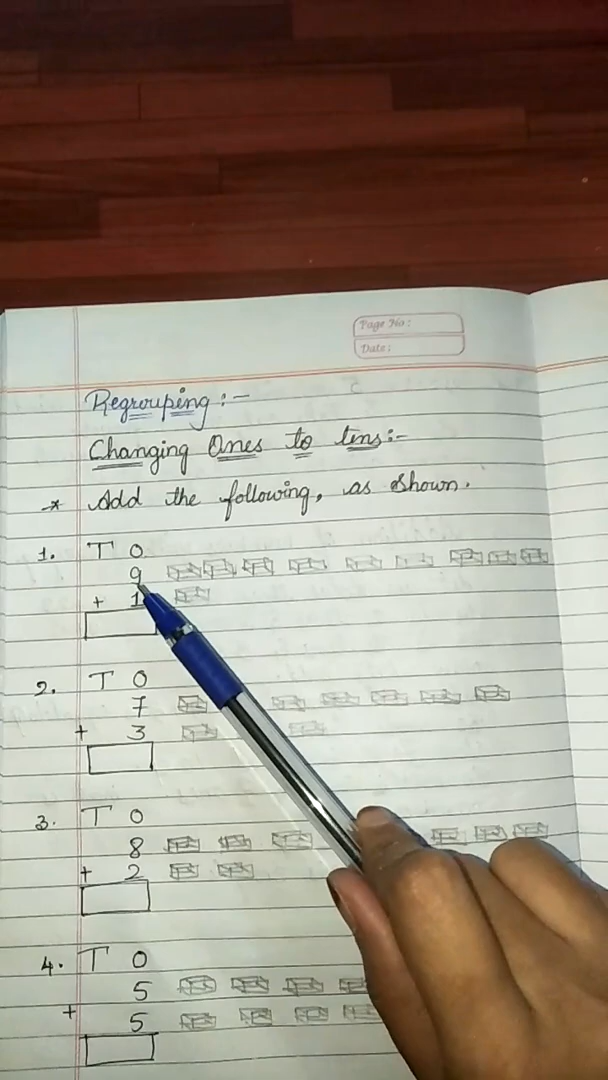 Page No:
Date:
Regrouping :-
Changing Ones to tens:-
* Add the following, as shown.
1. T O
9
+ 1
2. T O
7
+ 3
3. T O
8
+ 2
4. T O
5
+ 5